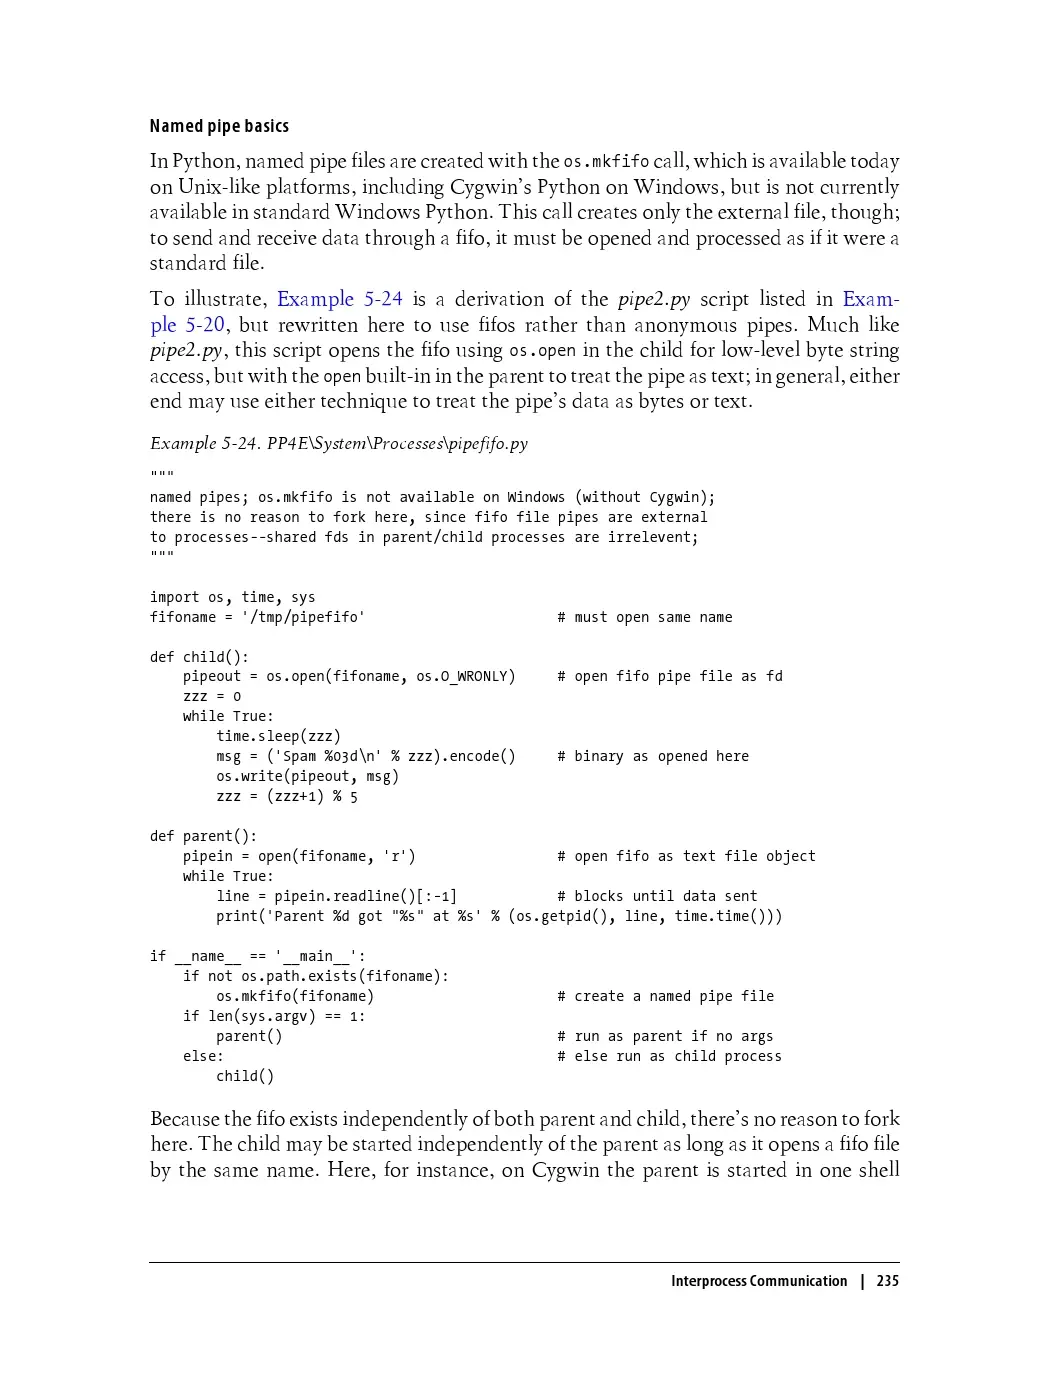 Named pipe basics
In Python, named pipe files are created with the os.mkfifo call, which is available today
on Unix-like platforms, including Cygwin's Python on Windows, but is not currently
available in standard Windows Python. This call creates only the external file, though;
to send and receive data through a fifo, it must be opened and processed as if it were a
standard file.
To illustrate, Example 5-24 is a derivation of the pipe2.py script listed in Exam-
ple 5-20, but rewritten here to use fifos rather than anonymous pipes. Much like
pipe2.py, this script opens the fifo using os.open in the child for low-level byte string
access, but with the open built-in in the parent to treat the pipe as text; in general, either
end may use either technique to treat the pipe's data as bytes or text.
Example 5-24. PP4E\System\Processes\pipefifo.py
"""
named pipes; os.mkfifo is not available on Windows (without Cygwin);
there is no reason to fork here, since fifo file pipes are external
to processes--shared fds in parent/child processes are irrelevent;
"""
import os, time, sys
fifoname = '/tmp/pipefifo' # must open same name
def child():
    pipeout = os.open(fifoname, os.O_WRONLY) # open fifo pipe file as fd
    zzz = 0
    while True:
        time.sleep(zzz)
        msg = ('Spam %03d\n' % zzz).encode() # binary as opened here
        os.write(pipeout, msg)
        zzz = (zzz+1) % 5
def parent():
    pipein = open(fifoname, 'r') # open fifo as text file object
    while True:
        line = pipein.readline()[:-1] # blocks until data sent
        print('Parent %d got "%s" at %s' % (os.getpid(), line, time.time()))
if __name__ == '__main__':
    if not os.path.exists(fifoname):
        os.mkfifo(fifoname) # create a named pipe file
    if len(sys.argv) == 1:
        parent() # run as parent if no args
    else: # else run as child process
        child()
Because the fifo exists independently of both parent and child, there's no reason to fork
here. The child may be started independently of the parent as long as it opens a fifo file
by the same name. Here, for instance, on Cygwin the parent is started in one shell
Interprocess Communication | 235